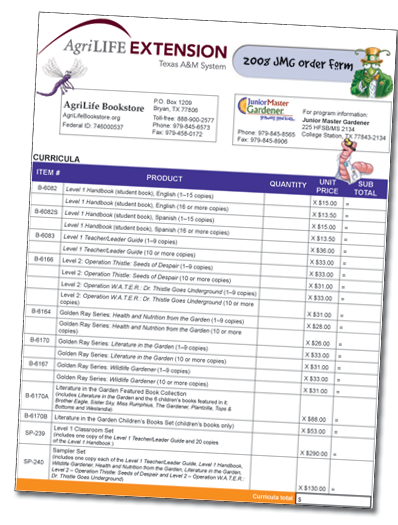 AgriLIFE EXTENSION
Texas A&M System
2008 JMG order form
AgriLife Bookstore
AgriLifeBookstore.org
Federal ID: 746000537
P.O. Box 1209
Bryan, TX 77806
Toll-free: 888-900-2577
Phone: 979-845-6573
Fax: 979-458-0172
Junior Master
Gardener
Phone: 979-845-8565
Fax: 979-845-8906
For program information:
Junior Master Gardener
225 HFSB/MS 2134
College Station, TX 77843-2134
CURRICULA
ITEM # PRODUCT QUANTITY UNIT PRICE SUB TOTAL
B-6082 Level 1 Handbook (student book), English (1–15 copies) X $15.00 =
Level 1 Handbook (student book), English (16 or more copies) X $13.50 =
B-6082S Level 1 Handbook (student book), Spanish (1–15 copies) X $15.00 =
Level 1 Handbook (student book), Spanish (16 or more copies) X $13.50 =
B-6083 Level 1 Teacher/Leader Guide (1–9 copies) X $36.00 =
Level 1 Teacher/Leader Guide (10 or more copies) X $33.00 =
B-6166 Level 2: Operation Thistle: Seeds of Despair (1–9 copies) X $33.00 =
Level 2: Operation Thistle: Seeds of Despair (10 or more copies) X $31.00 =
Level 2: Operation W.A.T.E.R.: Dr. Thistle Goes Underground (1–9 copies) X $33.00 =
Level 2: Operation W.A.T.E.R.: Dr. Thistle Goes Underground (10 or more
copies) X $31.00 =
B-6164 Golden Ray Series: Health and Nutrition from the Garden (1–9 copies) X $28.00 =
Golden Ray Series: Health and Nutrition from the Garden (10 or more
copies) X $26.00 =
B-6170 Golden Ray Series: Literature in the Garden (1–9 copies) X $33.00 =
Golden Ray Series: Literature in the Garden (10 or more copies) X $31.00 =
B-6167 Golden Ray Series: Wildlife Gardener (1–9 copies) X $33.00 =
Golden Ray Series: Wildlife Gardener (10 or more copies) X $31.00 =
B-6170A Literature in the Garden Featured Book Collection
(includes Literature in the Garden and the 6 children's books featured in it:
Brother Eagle, Sister Sky, Miss Rumphius, The Gardener, Plantzilla, Tops &
Bottoms and Weslandia) X $88.00 =
B-6170B Literature in the Garden Children's Books Set (children's books only) X $53.00 =
SP-239 Level 1 Classroom Set
(includes one copy of the Level 1 Teacher/Leader Guide and 20 copies
of the Level 1 Handbook) X $290.00 =
SP-240 Sampler Set
(includes one copy each of the Level 1 Teacher/Leader Guide, Level 1 Handbook,
Wildlife Gardener, Health and Nutrition from the Garden, Literature in the Garden,
Level 2 – Operation Thistle: Seeds of Despair and Level 2 – Operation W.A.T.E.R.:
Dr. Thistle Goes Underground) X $130.00 =
Curricula total $